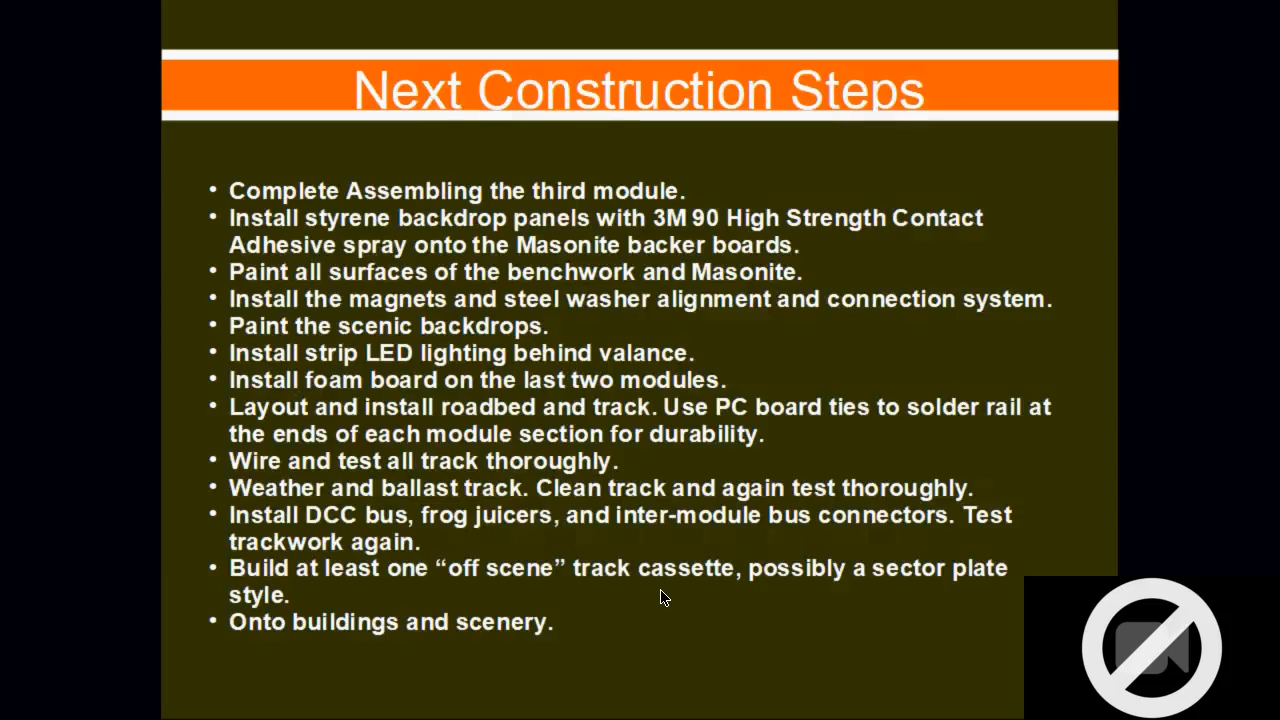 Next Construction Steps
• Complete Assembling the third module.
• Install styrene backdrop panels with 3M 90 High Strength Contact
Adhesive spray onto the Masonite backer boards.
• Paint all surfaces of the benchwork and Masonite.
• Install the magnets and steel washer alignment and connection system.
• Paint the scenic backdrops.
• Install strip LED lighting behind valance.
• Install foam board on the last two modules.
• Layout and install roadbed and track. Use PC board ties to solder rail at
the ends of each module section for durability.
• Wire and test all track thoroughly.
• Weather and ballast track. Clean track and again test thoroughly.
• Install DCC bus, frog juicers, and inter-module bus connectors. Test
trackwork again.
• Build at least one “off scene” track cassette, possibly a sector plate
style.
• Onto buildings and scenery.